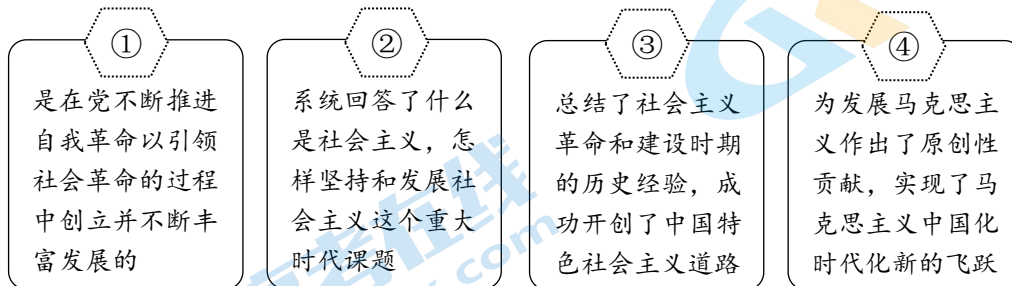 ①
是在党不断推进
自我革命以引领
社会革命的过程
中创立并不断丰
富发展的
②
系统回答了什么
是社会主义，怎
样坚持和发展社
会主义这个重大
时代课题
③
总结了社会主义
革命和建设时期
的历史经验，成
功开创了中国特
色社会主义道路
④
为发展马克思主
义作出了原创性
贡献，实现了马
克思主义中国化
时代化新的飞跃